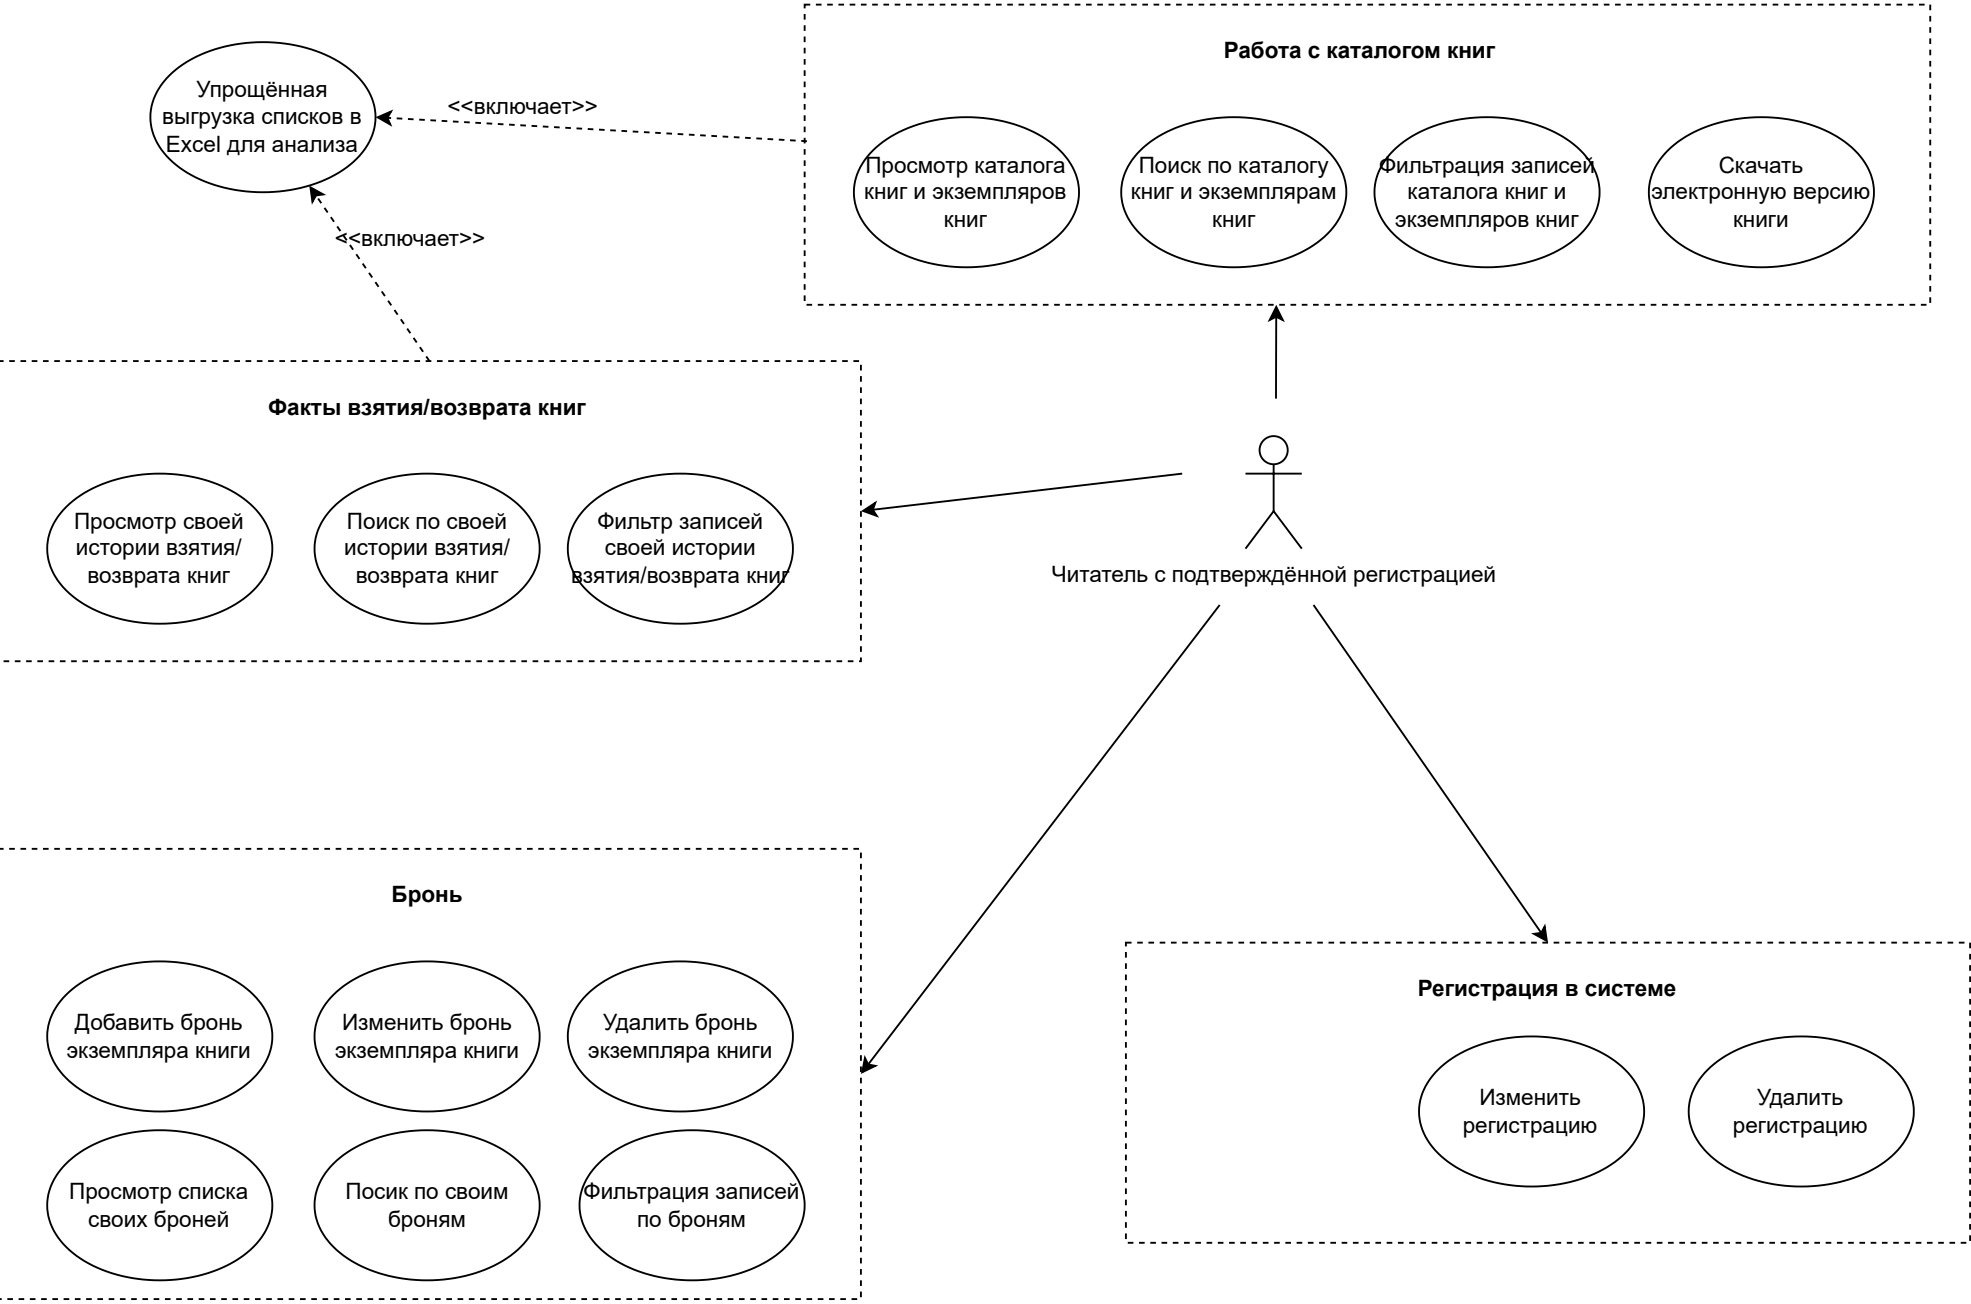 Работа с каталогом книг
Упрощённая
выгрузка списков в
Excel для анализа
<<включает>>
Просмотр каталога
книг и экземпляров
книг
Поиск по каталогу
книг и экземплярам
книг
Фильтрация записей
каталога книг и
экземпляров книг
Скачать
электронную версию
книги
<<включает>>
Факты взятия/возврата книг
Просмотр своей
истории взятия/
возврата книг
Поиск по своей
истории взятия/
возврата книг
Фильтр записей
своей истории
взятия/возврата книг
Читатель с подтверждённой регистрацией
Бронь
Добавить бронь
экземпляра книги
Изменить бронь
экземпляра книги
Удалить бронь
экземпляра книги
Просмотр списка
своих броней
Посик по своим
броням
Фильтрация записей
по броням
Регистрация в системе
Изменить
регистрацию
Удалить
регистрацию